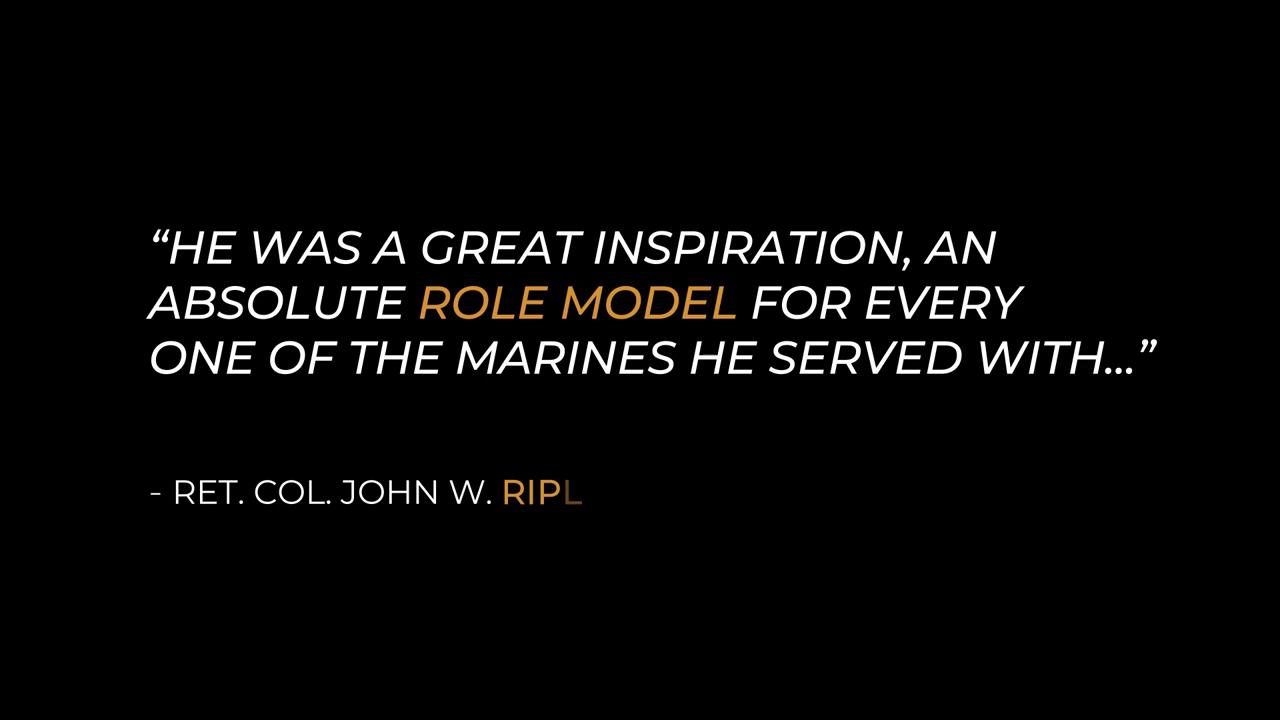 “HE WAS A GREAT INSPIRATION, AN
ABSOLUTE ROLE MODEL FOR EVERY
ONE OF THE MARINES HE SERVED WITH...”
- RET. COL. JOHN W. RIPL